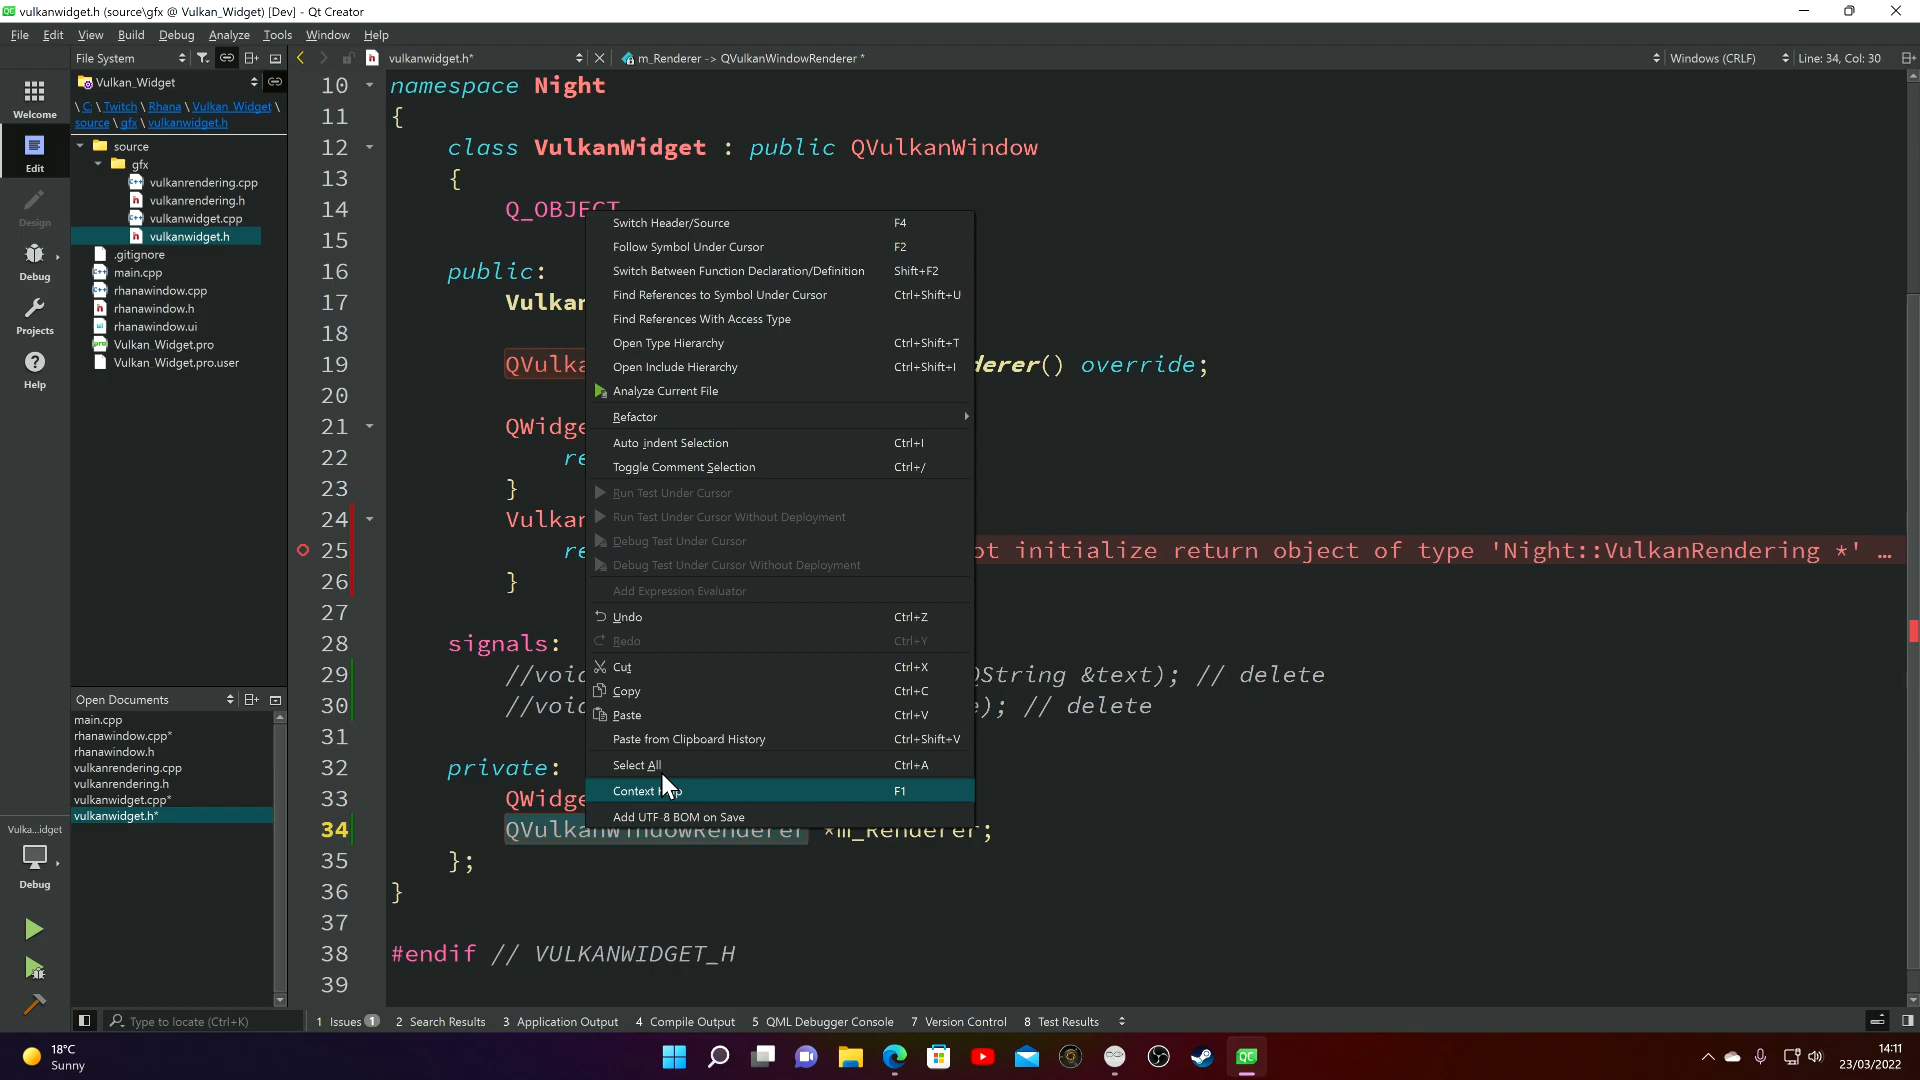 vulkanwidget.h (source\gfx @ Vulkan_Widget) [Dev] - Qt Creator
File Edit View Build Debug Analyze Tools Window Help
File System
vulkanwidget.h*
m_Renderer -> QVulkanWindowRenderer *
Windows (CRLF)
Line: 34, Col: 30
Welcome
Edit
Design
Debug
Projects
Help
Vulkan_Widget
\ C: \ Twitch \ Rhana \ Vulkan_Widget \
source \ gfx \ vulkanwidget.h
source
gfx
vulkanrendering.cpp
vulkanrendering.h
vulkanwidget.cpp
vulkanwidget.h
.gitignore
main.cpp
rhanawindow.cpp
rhanawindow.h
rhanawindow.ui
Vulkan_Widget.pro
Vulkan_Widget.pro.user
Open Documents
main.cpp
rhanawindow.cpp*
rhanawindow.h
vulkanrendering.cpp
vulkanrendering.h
vulkanwidget.cpp*
vulkanwidget.h*
Vulka...idget
Debug
10 namespace Night
11 {
12 class VulkanWidget : public QVulkanWindow
13 {
14 Q_OBJECT
15
16 public:
17 Vulkan
18
19 QVulka derer() override;
20
21 QWidge
22 re
23 }
24 Vulkan
25 re ot initialize return object of type 'Night::VulkanRendering *' …
26 }
27
28 signals:
29 //void QString &text); // delete
30 //void ); // delete
31
32 private:
33 QWidge
34 QVulkanWindowRenderer *m_Renderer;
35 };
36 }
37
38 #endif // VULKANWIDGET_H
39
Switch Header/Source F4
Follow Symbol Under Cursor F2
Switch Between Function Declaration/Definition Shift+F2
Find References to Symbol Under Cursor Ctrl+Shift+U
Find References With Access Type
Open Type Hierarchy Ctrl+Shift+T
Open Include Hierarchy Ctrl+Shift+I
Analyze Current File
Refactor
Auto indent Selection Ctrl+I
Toggle Comment Selection Ctrl+/
Run Test Under Cursor
Run Test Under Cursor Without Deployment
Debug Test Under Cursor
Debug Test Under Cursor Without Deployment
Add Expression Evaluator
Undo Ctrl+Z
Redo Ctrl+Y
Cut Ctrl+X
Copy Ctrl+C
Paste Ctrl+V
Paste from Clipboard History Ctrl+Shift+V
Select All Ctrl+A
Context Help F1
Add UTF-8 BOM on Save
Type to locate (Ctrl+K)
1 Issues 1 2 Search Results 3 Application Output 4 Compile Output 5 QML Debugger Console 7 Version Control 8 Test Results
18°C
Sunny
QC
14:11
23/03/2022